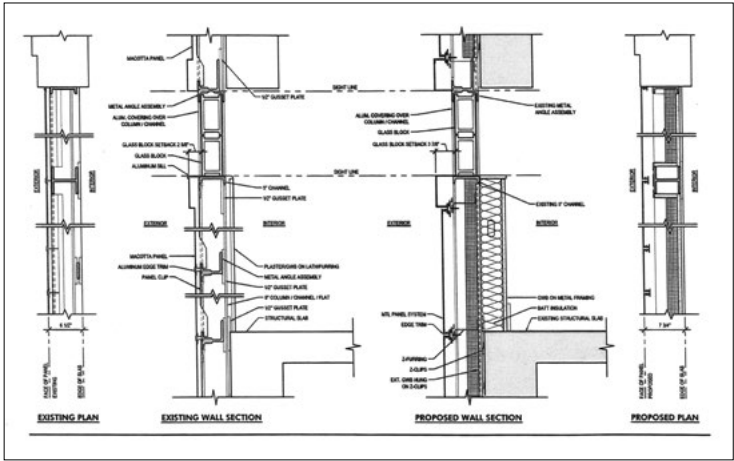 EXTERIOR
INTERIOR
6 1/2"
FACE OF PANEL
EXISTING
EDGE OF SLAB
EXISTING PLAN
MACOTTA PANEL
1/2" GUSSET PLATE
SIGHT LINE
METAL ANGLE ASSEMBLY
ALUM. COVERING OVER
COLUMN / CHANNEL
GLASS BLOCK SETBACK 2 5/8"
GLASS BLOCK
ALUMINUM SILL
SIGHT LINE
5" CHANNEL
1/2" GUSSET PLATE
EXTERIOR
INTERIOR
MACOTTA PANEL
ALUMINUM EDGE TRIM
PANEL CLIP
PLASTER/GWB ON LATH/FURRING
METAL ANGLE ASSEMBLY
1/2" GUSSET PLATE
COLUMN / CHANNEL / FLAT
1/2" GUSSET PLATE
STRUCTURAL SLAB
EXISTING WALL SECTION
MACOTTA PANEL
EXISTING METAL
ANGLE ASSEMBLY
ALUM. COVERING OVER
COLUMN / CHANNEL
GLASS BLOCK
GLASS BLOCK SETBACK 3 7/8"
EXISTING 5" CHANNEL
EXTERIOR
INTERIOR
MTL PANEL SYSTEM
EDGE TRIM
Z-FURRING
Z-CLIPS
EXT. GWB HUNG
ON Z-CLIPS
GWB ON METAL FRAMING
BATT INSULATION
EXISTING STRUCTURAL SLAB
PROPOSED WALL SECTION
EXTERIOR
INTERIOR
7 3/4"
FACE OF PANEL
PROPOSED
EDGE OF SLAB
PROPOSED PLAN